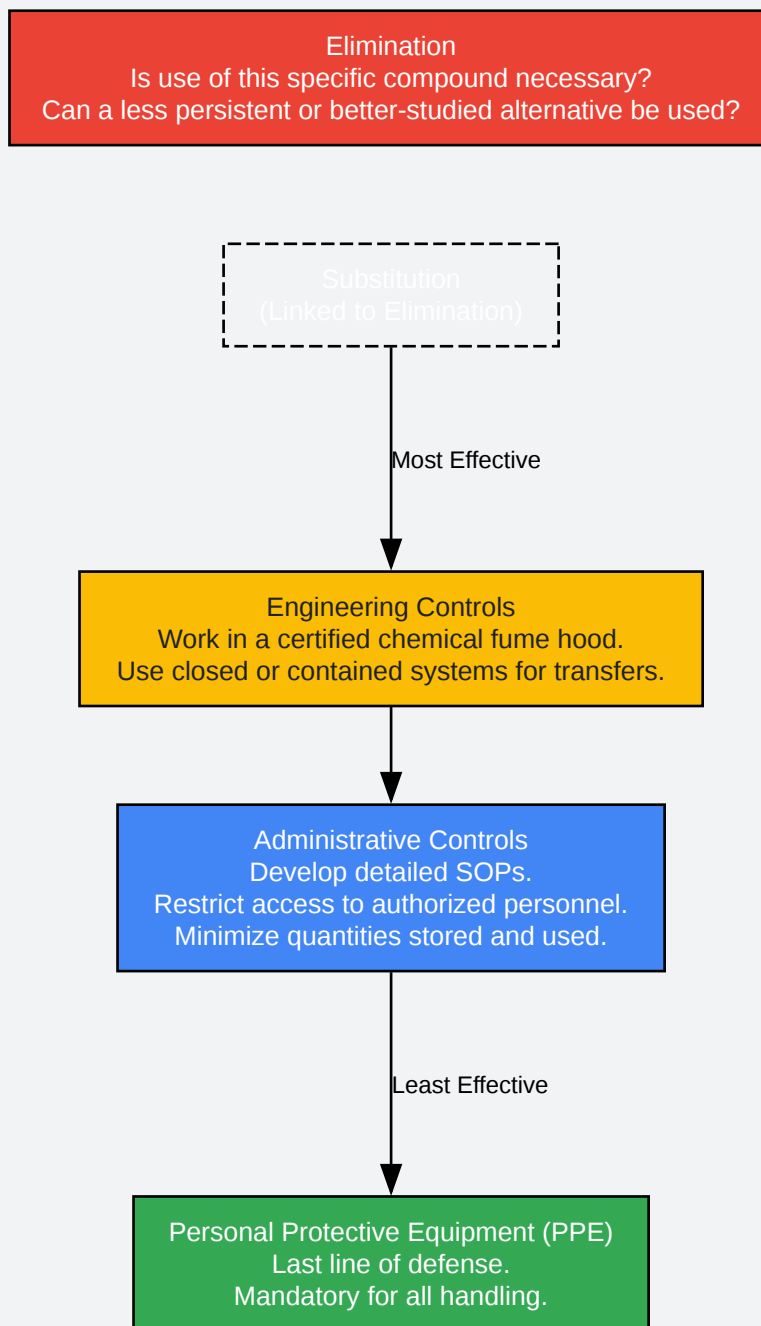 Elimination
Is use of this specific compound necessary?
Can a less persistent or better-studied alternative be used?
Substitution
(Linked to Elimination)
Most Effective
Engineering Controls
Work in a certified chemical fume hood.
Use closed or contained systems for transfers.
Administrative Controls
Develop detailed SOPs.
Restrict access to authorized personnel.
Minimize quantities stored and used.
Least Effective
Personal Protective Equipment (PPE)
Last line of defense.
Mandatory for all handling.